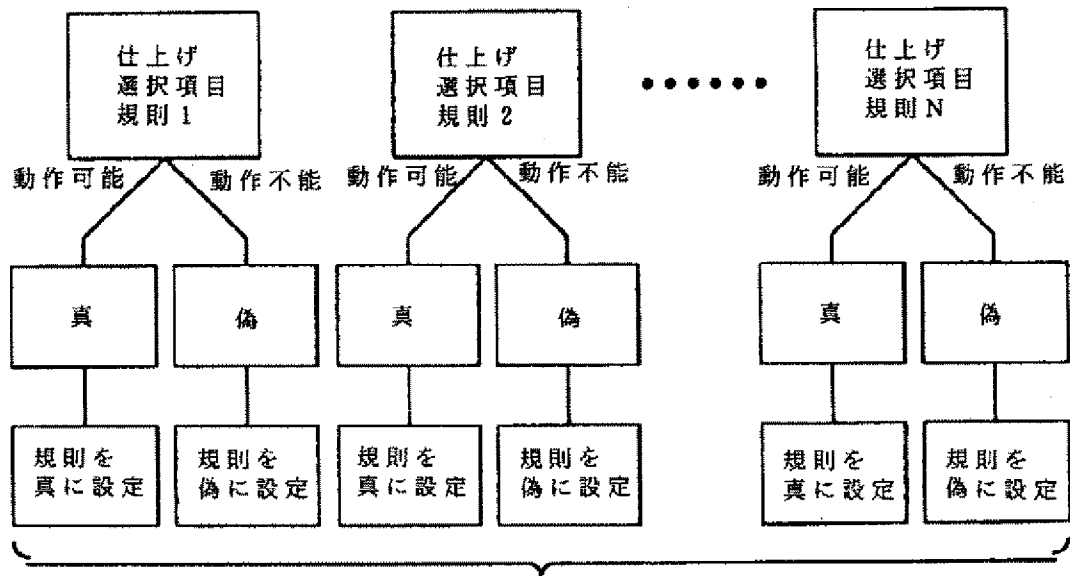 仕上げ
選択項目
規則1
仕上げ
選択項目
規則2
仕上げ
選択項目
規則N
動作可能
動作不能
動作可能
動作不能
動作可能
動作不能
真
偽
真
偽
真
偽
規則を
真に設定
規則を
偽に設定
規則を
真に設定
規則を
偽に設定
規則を
真に設定
規則を
偽に設定